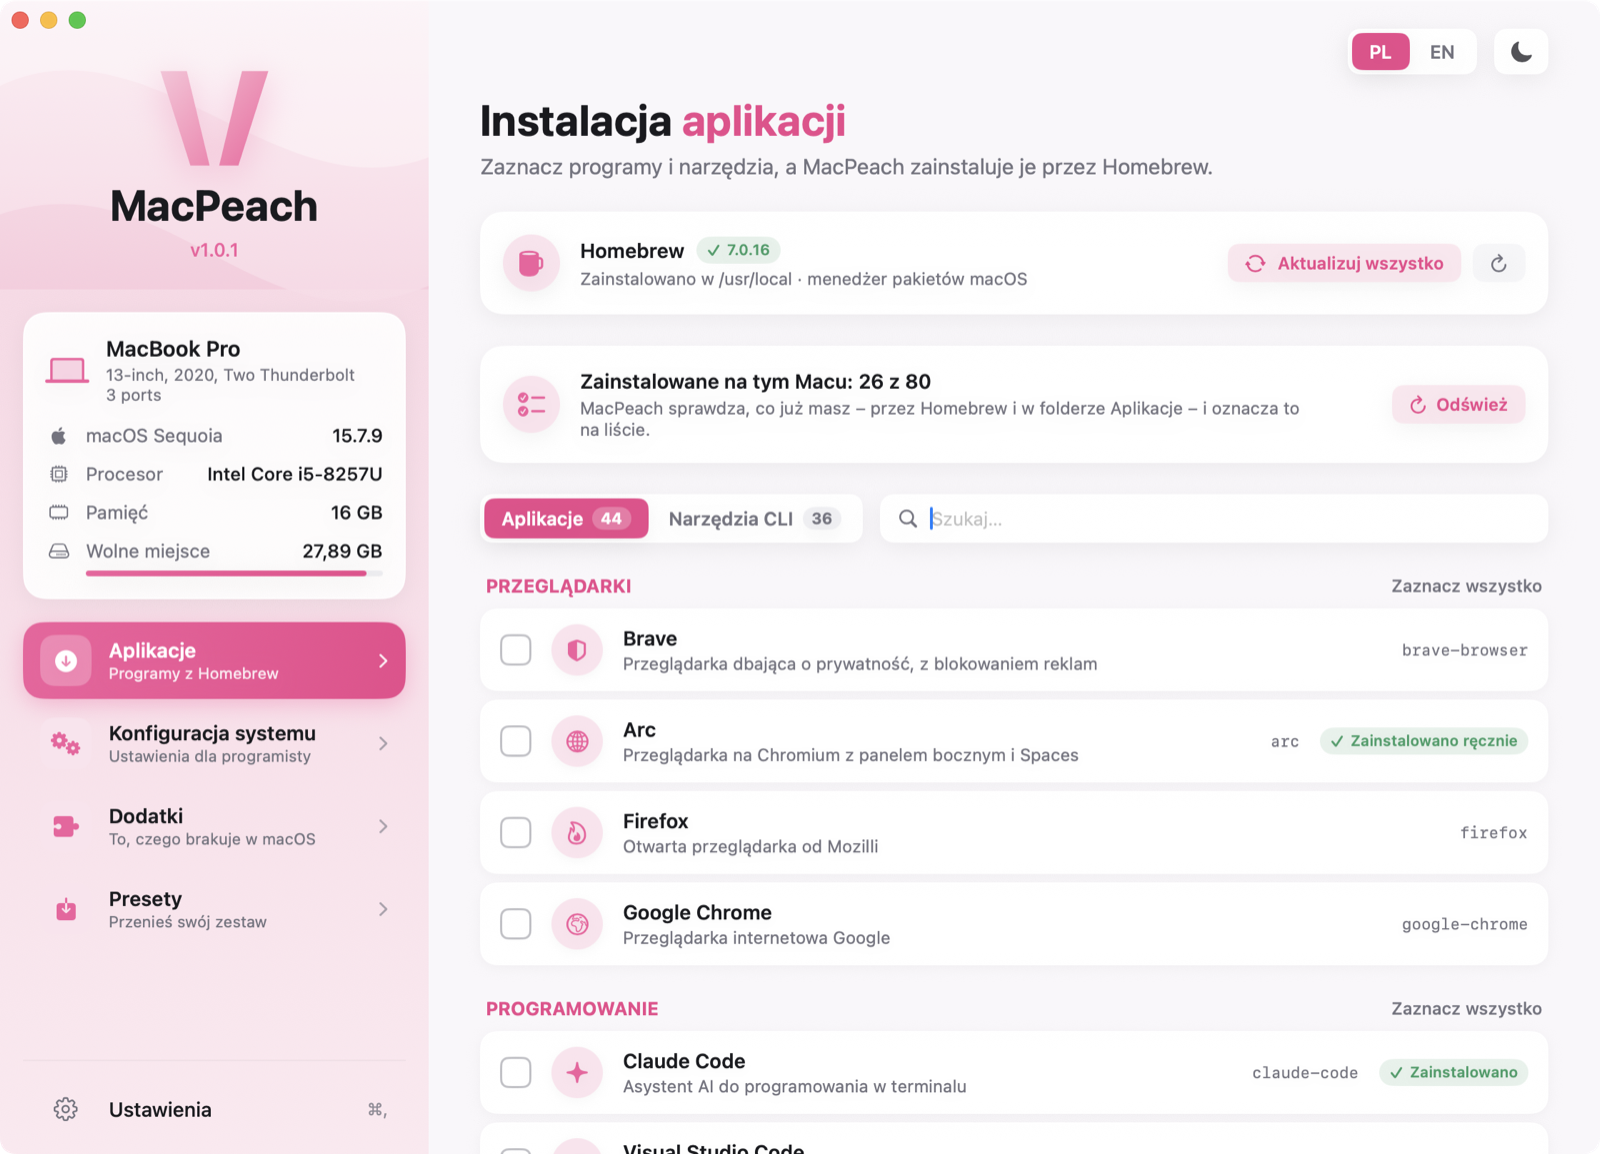 MacPeach
v1.0.1
MacBook Pro
13-inch, 2020, Two Thunderbolt
3 ports
macOS Sequoia 15.7.9
Procesor Intel Core i5-8257U
Pamięć 16 GB
Wolne miejsce 27,89 GB
Aplikacje
Programy z Homebrew
Konfiguracja systemu
Ustawienia dla programisty
Dodatki
To, czego brakuje w macOS
Presety
Przenieś swój zestaw
Ustawienia ⌘,
PL EN
Instalacja aplikacji
Zaznacz programy i narzędzia, a MacPeach zainstaluje je przez Homebrew.
Homebrew ✓ 7.0.16
Zainstalowano w /usr/local · menedżer pakietów macOS
Aktualizuj wszystko
Zainstalowane na tym Macu: 26 z 80
MacPeach sprawdza, co już masz – przez Homebrew i w folderze Aplikacje – i oznacza to
na liście.
Odśwież
Aplikacje 44 Narzędzia CLI 36 Szukaj...
PRZEGLĄDARKI Zaznacz wszystko
Brave
Przeglądarka dbająca o prywatność, z blokowaniem reklam
brave-browser
Arc
Przeglądarka na Chromium z panelem bocznym i Spaces
arc ✓ Zainstalowano ręcznie
Firefox
Otwarta przeglądarka od Mozilli
firefox
Google Chrome
Przeglądarka internetowa Google
google-chrome
PROGRAMOWANIE Zaznacz wszystko
Claude Code
Asystent AI do programowania w terminalu
claude-code ✓ Zainstalowano
Visual Studio Code